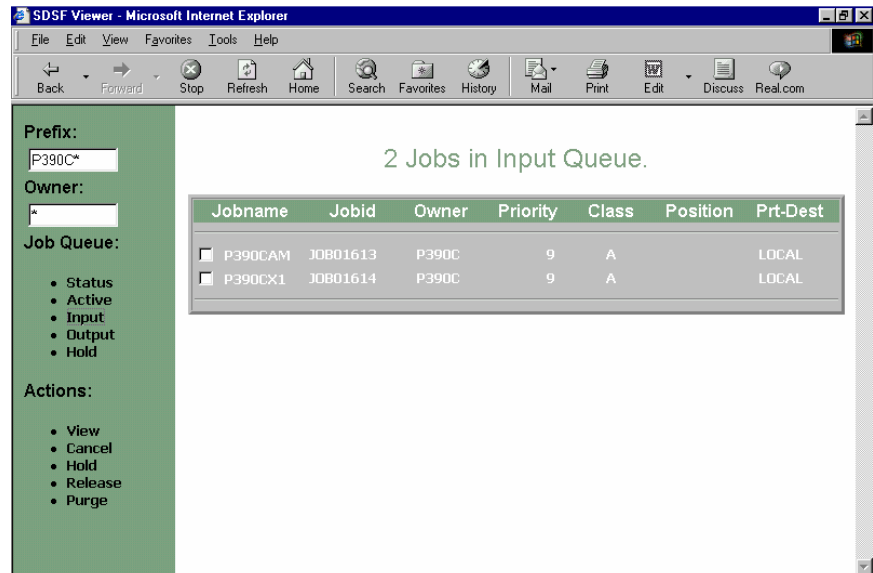 SDSF Viewer - Microsoft Internet Explorer
File Edit View Favorites Tools Help
Back Forward Stop Refresh Home Search Favorites History Mail Print Edit Discuss Real.com
Prefix:
P390C*
Owner:
*
Job Queue:
• Status
• Active
• Input
• Output
• Hold
Actions:
• View
• Cancel
• Hold
• Release
• Purge
2 Jobs in Input Queue.
Jobname Jobid Owner Priority Class Position Prt-Dest
P390CAM JOB01613 P390C 9 A LOCAL
P390CX1 JOB01614 P390C 9 A LOCAL